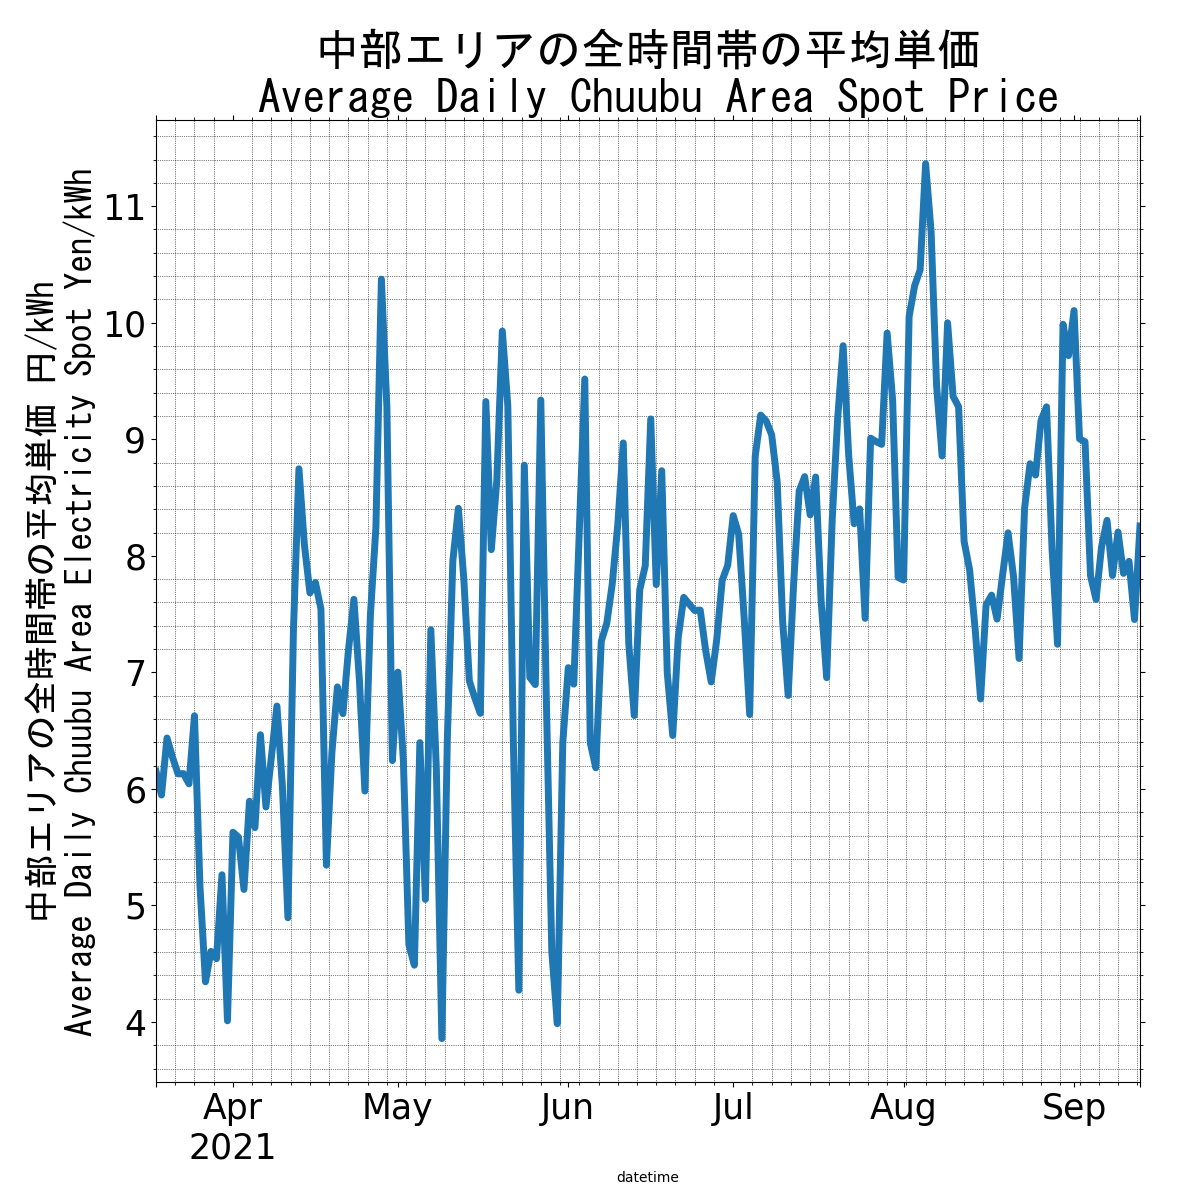 中部エリアの全時間帯の平均単価
Average Daily Chuubu Area Spot Price
中部エリアの全時間帯の平均単価 円/kWh
Average Daily Chuubu Area Electricity Spot Yen/kWh
11
10
9
8
7
6
5
4
Apr May Jun Jul Aug Sep
2021
datetime